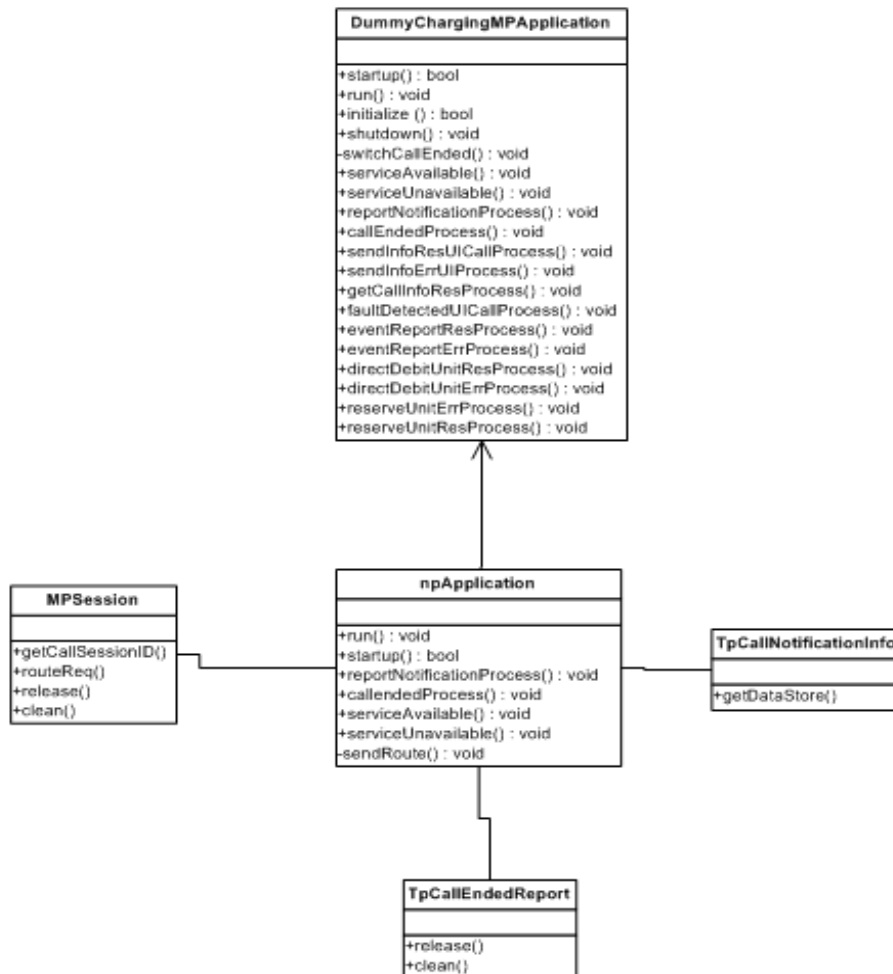 DummyChargingMPApplication
+startup() : bool
+run() : void
+initialize () : bool
+shutdown() : void
-switchCallEnded() : void
+serviceAvailable() : void
+serviceUnavailable() : void
+reportNotificationProcess() : void
+callEndedProcess() : void
+sendInfoResUICallProcess() : void
+sendInfoErrUIProcess() : void
+getCallInfoResProcess() : void
+faultDetectedUICallProcess() : void
+eventReportResProcess() : void
+eventReportErrProcess() : void
+directDebitUnitResProcess() : void
+directDebitUnitErrProcess() : void
+reserveUnitErrProcess() : void
+reserveUnitResProcess() : void
MPSession
+getCallSessionID()
+routeReq()
+release()
+clean()
npApplication
+run() : void
+startup() : bool
+reportNotificationProcess() : void
+callendedProcess() : void
+serviceAvailable() : void
+serviceUnavailable() : void
-sendRoute() : void
TpCallNotificationInfo
+getDataStore()
TpCallEndedReport
+release()
+clean()